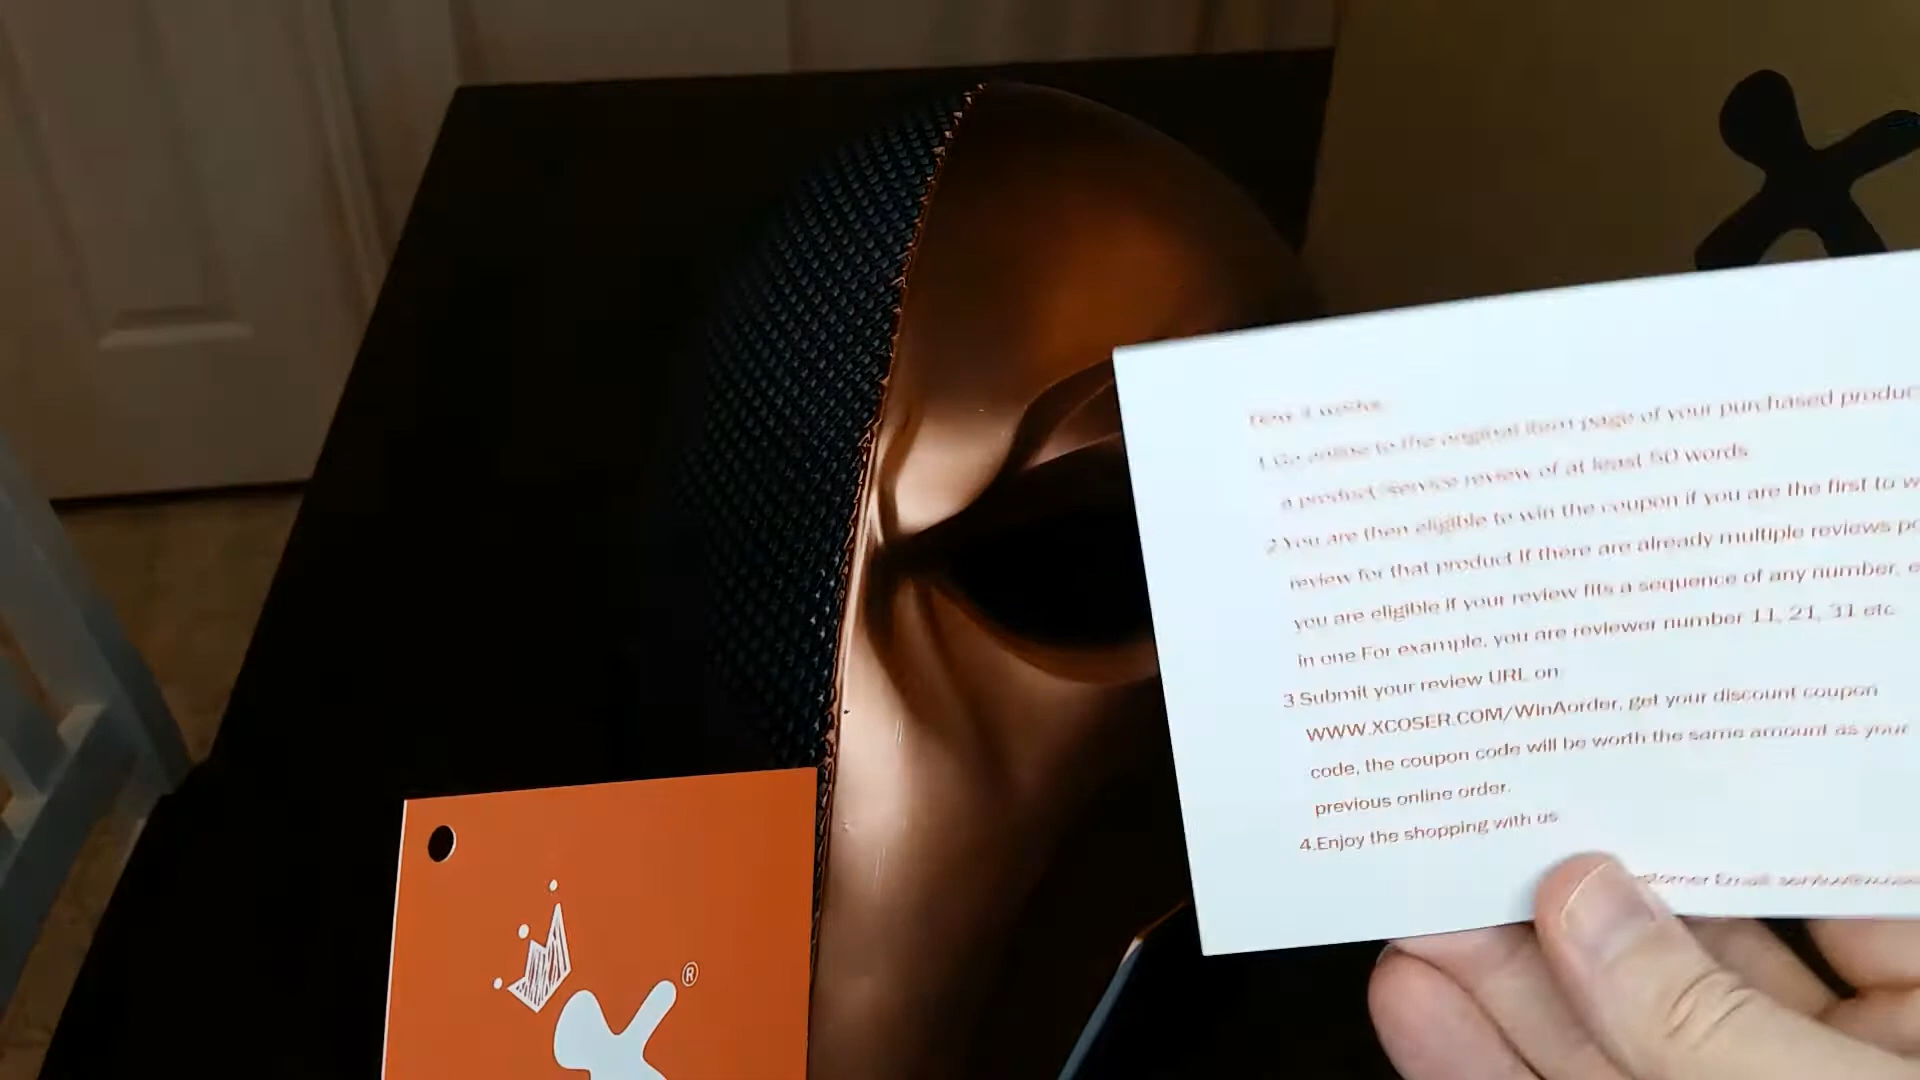 1.Go online to the original item page of your purchased produc
a product/service review of at least 50 words
2 You are then eligible to win the coupon if you are the first to w
review for that product If there are already multiple reviews po
you are eligible if your review fits a sequence of any number, e
in one For example, you are reviewer number 11, 21, 31 etc
3 Submit your review URL on:
WWW.XCOSER.COM/WinAorder, get your discount coupon
code, the coupon code will be worth the same amount as your
previous online order.
4.Enjoy the shopping with us
stomer Email:
®